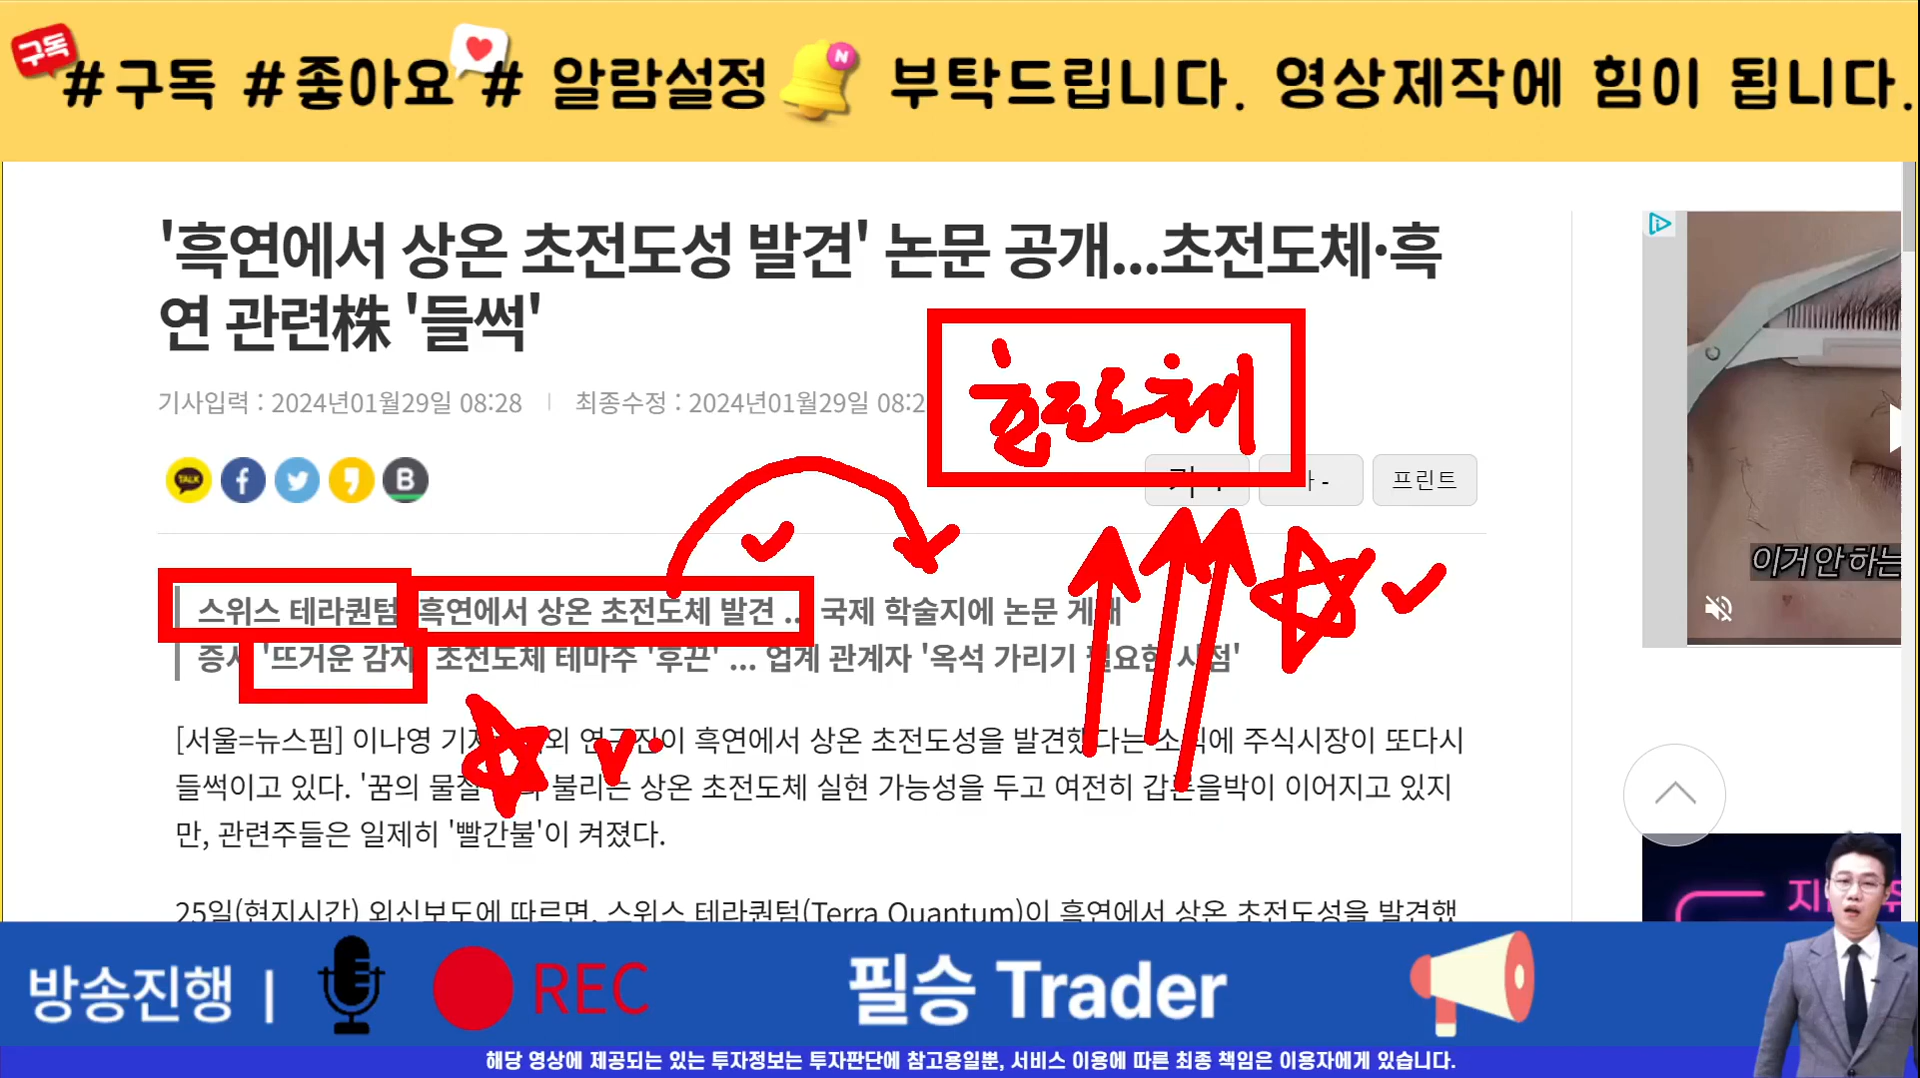 구독
#구독 #좋아요 # 알람설정 N 부탁드립니다. 영상제작에 힘이 됩니다.
'흑연에서 상온 초전도성 발견' 논문 공개...초전도체·흑
연 관련株 '들썩'
기사입력 : 2024년01월29일 08:28 최종수정 : 2024년01월29일 08:2
초전도체
TALK
프린트
스위스 테라퀀텀 흑연에서 상온 초전도체 발견 ... 국제 학술지에 논문 게재
증시 '뜨거운 감자' 초전도체 테마주 '후끈' ... 업계 관계자 '옥석 가리기 필요한 시점'
[서울=뉴스핌] 이나영 기자 = 해외 연구진이 흑연에서 상온 초전도성을 발견했다는 소식에 주식시장이 또다시
들썩이고 있다. '꿈의 물질'로 불리는 상온 초전도체 실현 가능성을 두고 여전히 갑론을박이 이어지고 있지
만, 관련주들은 일제히 '빨간불'이 켜졌다.
25일(현지시간) 외신보도에 따르면, 스위스 테라퀀텀(Terra Quantum)이 흑연에서 상온 초전도성을 발견했
이거 안 하는
방송진행 | REC 필승 Trader
해당 영상에 제공되는 있는 투자정보는 투자판단에 참고용일뿐, 서비스 이용에 따른 최종 책임은 이용자에게 있습니다.